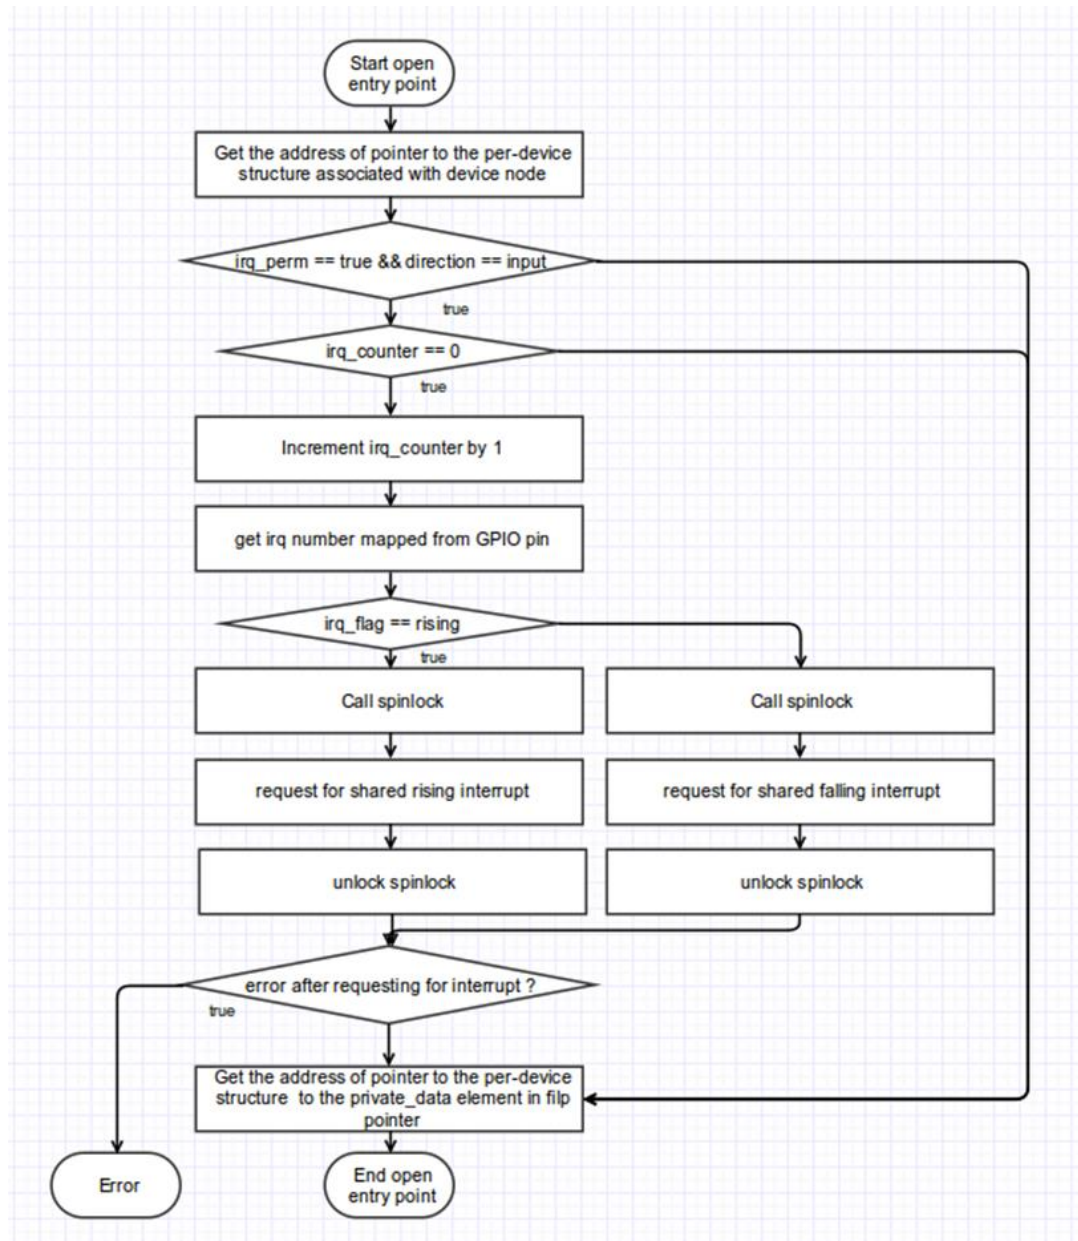 Start open
entry point
Get the address of pointer to the per-device
structure associated with device node
irq_perm == true && direction == input
true
irq_counter == 0
true
Increment irq_counter by 1
get irq number mapped from GPIO pin
irq_flag == rising
true
Call spinlock
Call spinlock
request for shared rising interrupt
request for shared falling interrupt
unlock spinlock
unlock spinlock
error after requesting for interrupt ?
true
Get the address of pointer to the per-device
structure to the private_data element in filp
pointer
Error
End open
entry point